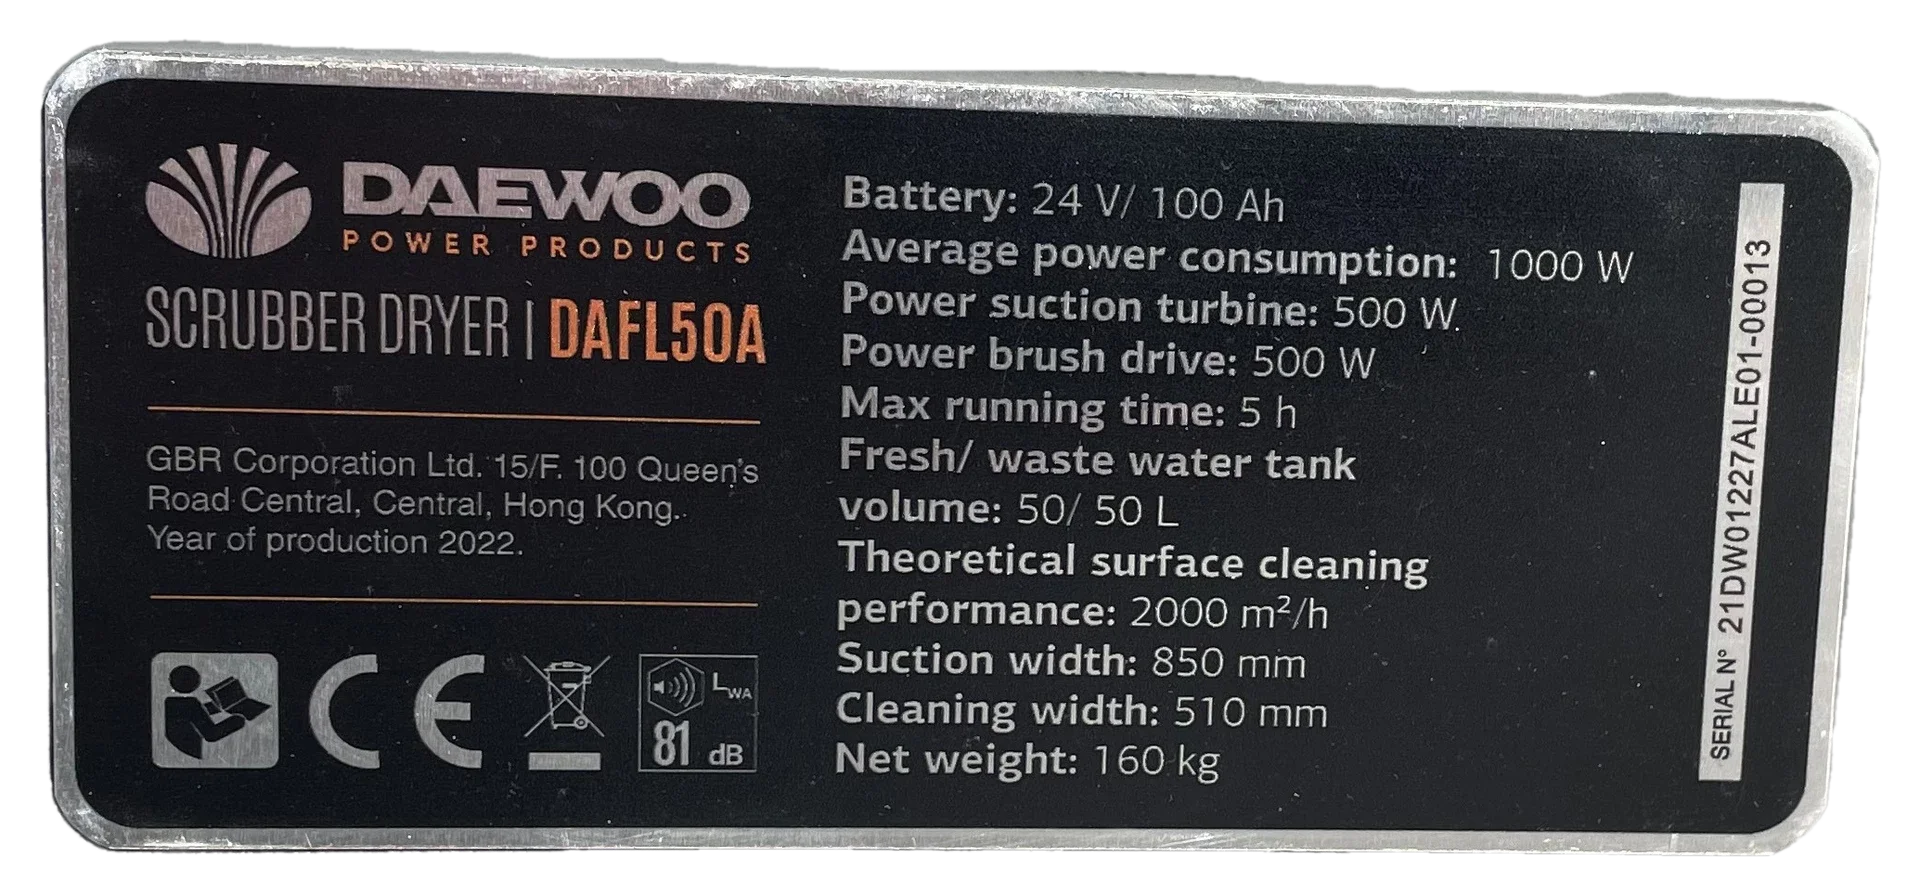 DAEWOO
POWER PRODUCTS
SCRUBBER DRYER | DAFL50A
GBR Corporation Ltd. 15/F. 100 Queen's
Road Central, Central, Hong Kong.
Year of production 2022.
CE
LWA
81 dB
Battery: 24 V/ 100 Ah
Average power consumption: 1000 W
Power suction turbine: 500 W.
Power brush drive: 500 W
Max running time: 5 h
Fresh/ waste water tank
volume: 50/ 50 L
Theoretical surface cleaning
performance: 2000 m²/h
Suction width: 850 mm
Cleaning width: 510 mm
Net weight: 160 kg
SERIAL N° 21DW01227ALE01-00013